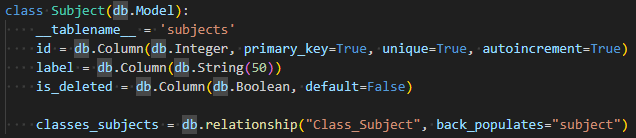 class Subject(db.Model):
    __tablename__ = 'subjects'
    id = db.Column(db.Integer, primary_key=True, unique=True, autoincrement=True)
    label = db.Column(db.String(50))
    is_deleted = db.Column(db.Boolean, default=False)
    classes_subjects = db.relationship("Class_Subject", back_populates="subject")